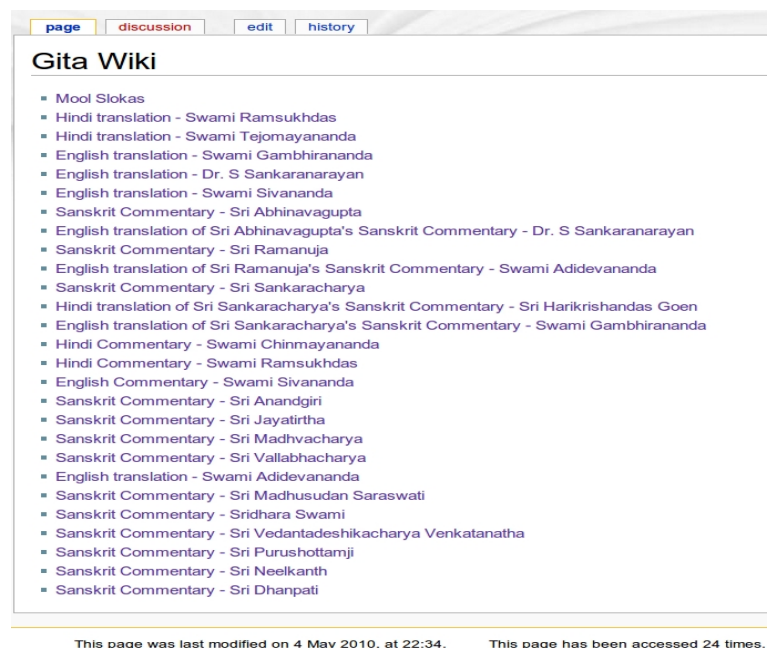 page discussion edit history
Gita Wiki
Mool Slokas
Hindi translation - Swami Ramsukhdas
Hindi translation - Swami Tejomayananda
English translation - Swami Gambhirananda
English translation - Dr. S Sankaranarayan
English translation - Swami Sivananda
Sanskrit Commentary - Sri Abhinavagupta
English translation of Sri Abhinavagupta's Sanskrit Commentary - Dr. S Sankaranarayan
Sanskrit Commentary - Sri Ramanuja
English translation of Sri Ramanuja's Sanskrit Commentary - Swami Adidevananda
Sanskrit Commentary - Sri Sankaracharya
Hindi translation of Sri Sankaracharya's Sanskrit Commentary - Sri Harikrishandas Goen
English translation of Sri Sankaracharya's Sanskrit Commentary - Swami Gambhirananda
Hindi Commentary - Swami Chinmayananda
Hindi Commentary - Swami Ramsukhdas
English Commentary - Swami Sivananda
Sanskrit Commentary - Sri Anandgiri
Sanskrit Commentary - Sri Jayatirtha
Sanskrit Commentary - Sri Madhvacharya
Sanskrit Commentary - Sri Vallabhacharya
English translation - Swami Adidevananda
Sanskrit Commentary - Sri Madhusudan Saraswati
Sanskrit Commentary - Sridhara Swami
Sanskrit Commentary - Sri Vedantadeshikacharya Venkatanatha
Sanskrit Commentary - Sri Purushottamji
Sanskrit Commentary - Sri Neelkanth
Sanskrit Commentary - Sri Dhanpati
This page was last modified on 4 May 2010, at 22:34. This page has been accessed 24 times.